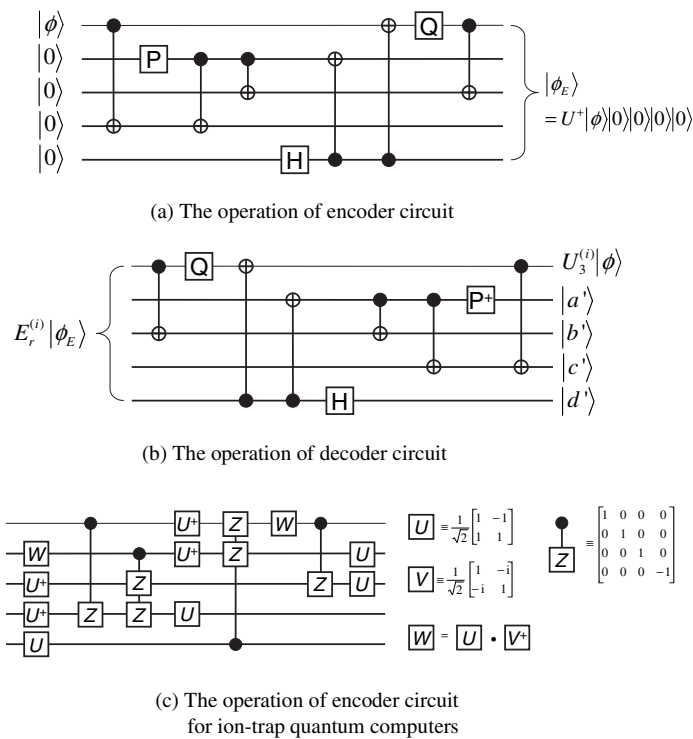 |ϕ⟩
|0⟩ P
|0⟩
|0⟩
|0⟩ H
Q
|ϕ_E⟩
= U⁺|ϕ⟩|0⟩|0⟩|0⟩|0⟩
(a) The operation of encoder circuit
E_r^(i)|ϕ_E⟩
Q U_3^(i)|ϕ⟩
P⁺ |a'⟩
|b'⟩
|c'⟩
H |d'⟩
(b) The operation of decoder circuit
U⁺ Z W
W U⁺ Z U
U⁺ Z Z U
U⁺ Z Z U
U
U ≡ 1/√2 [1 -1
1 1]
V ≡ 1/√2 [1 -i
-i 1]
W = U • V⁺
Z ≡ [1 0 0 0
0 1 0 0
0 0 1 0
0 0 0 -1]
(c) The operation of encoder circuit
for ion-trap quantum computers